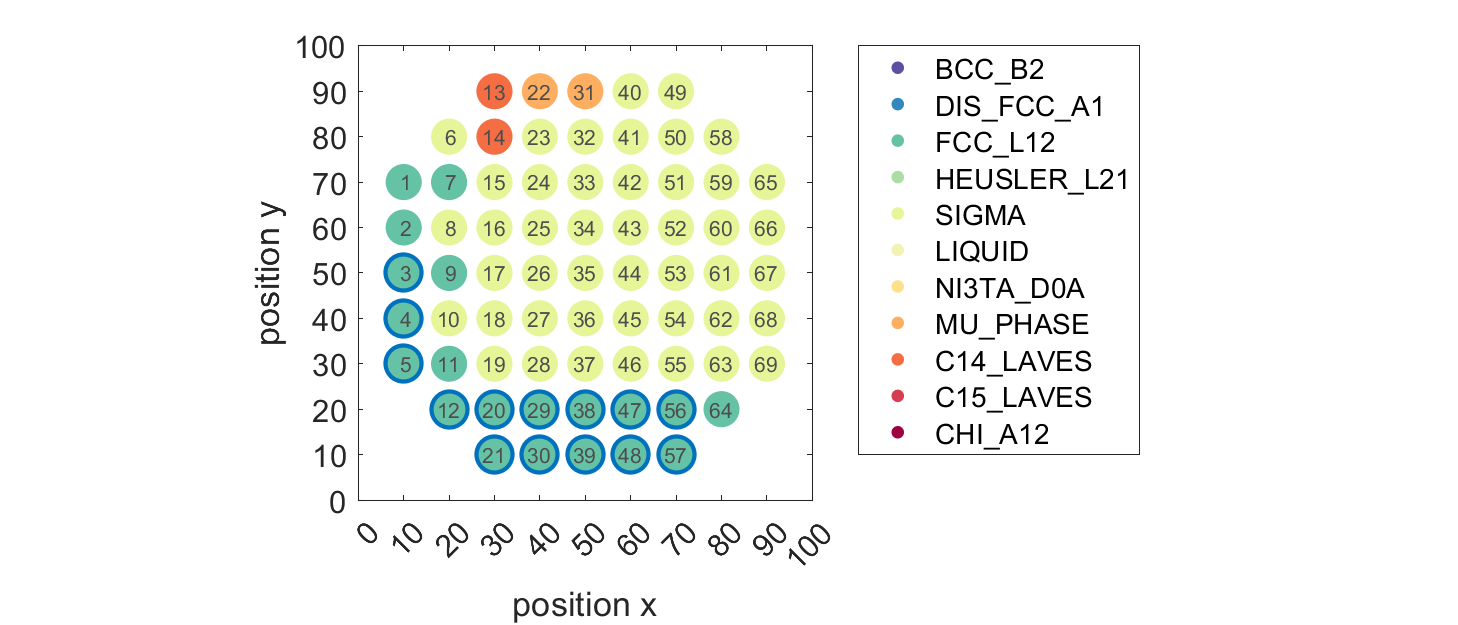 100
90 13 22 31 40 49
80 6 14 23 32 41 50 58
70 1 7 15 24 33 42 51 59 65
60 2 8 16 25 34 43 52 60 66
50 3 9 17 26 35 44 53 61 67
40 4 10 18 27 36 45 54 62 68
30 5 11 19 28 37 46 55 63 69
20 12 20 29 38 47 56 64
10 21 30 39 48 57
0
position y
0 10 20 30 40 50 60 70 80 90 100
position x
BCC_B2
DIS_FCC_A1
FCC_L12
HEUSLER_L21
SIGMA
LIQUID
NI3TA_D0A
MU_PHASE
C14_LAVES
C15_LAVES
CHI_A12